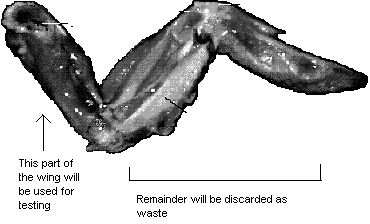 This part of
the wing will
be used for
testing
Remainder will be discarded as
waste